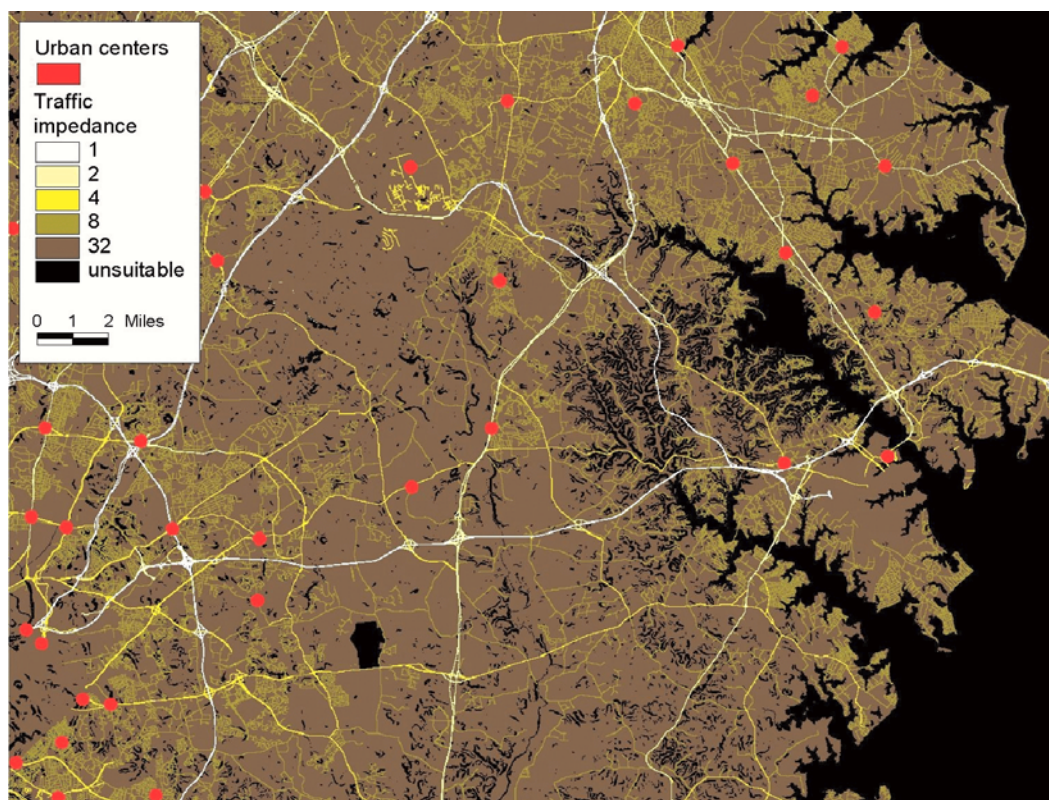 Urban centers
Traffic
impedance
1
2
4
8
32
unsuitable
0 1 2 Miles